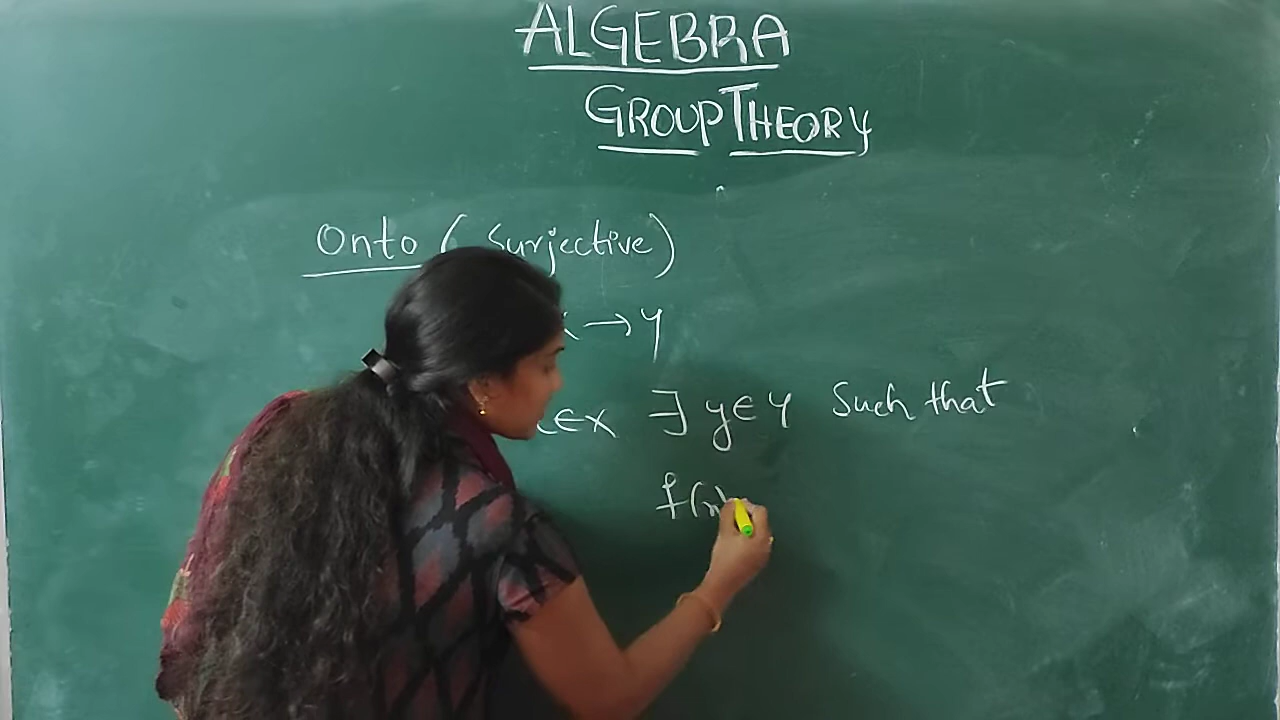 ALGEBRA
GROUP THEORY
Onto (Surjective)
→ Y
∈X ∃ y∈Y Such that
f(x)